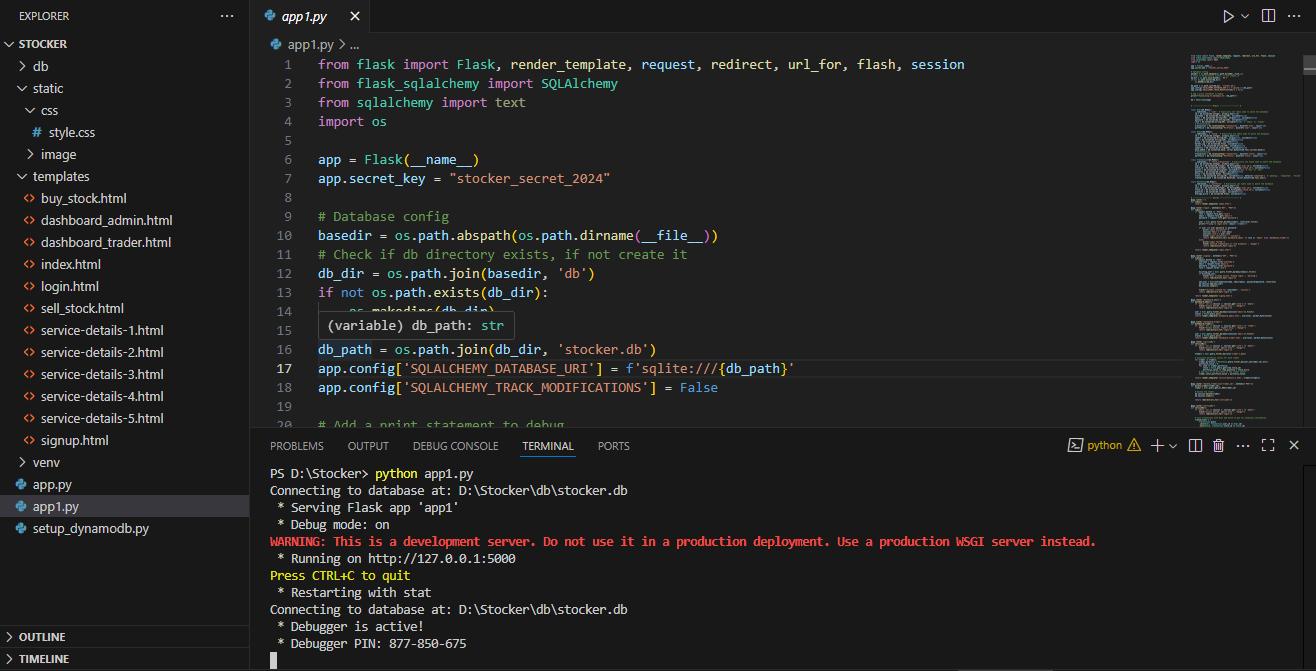 EXPLORER
STOCKER
db
static
css
# style.css
image
templates
<> buy_stock.html
<> dashboard_admin.html
<> dashboard_trader.html
<> index.html
<> login.html
<> sell_stock.html
<> service-details-1.html
<> service-details-2.html
<> service-details-3.html
<> service-details-4.html
<> service-details-5.html
<> signup.html
venv
app.py
app1.py
setup_dynamodb.py
OUTLINE
TIMELINE
app1.py
app1.py > ...
1 from flask import Flask, render_template, request, redirect, url_for, flash, session
2 from flask_sqlalchemy import SQLAlchemy
3 from sqlalchemy import text
4 import os
5
6 app = Flask(__name__)
7 app.secret_key = "stocker_secret_2024"
8
9 # Database config
10 basedir = os.path.abspath(os.path.dirname(__file__))
11 # Check if db directory exists, if not create it
12 db_dir = os.path.join(basedir, 'db')
13 if not os.path.exists(db_dir):
14 os.makedirs(db_dir)
(variable) db_path: str
15
16 db_path = os.path.join(db_dir, 'stocker.db')
17 app.config['SQLALCHEMY_DATABASE_URI'] = f'sqlite:///{db_path}'
18 app.config['SQLALCHEMY_TRACK_MODIFICATIONS'] = False
19
20 # Add a print statement to debug
PROBLEMS OUTPUT DEBUG CONSOLE TERMINAL PORTS
python
PS D:\Stocker> python app1.py
Connecting to database at: D:\Stocker\db\stocker.db
* Serving Flask app 'app1'
* Debug mode: on
WARNING: This is a development server. Do not use it in a production deployment. Use a production WSGI server instead.
* Running on http://127.0.0.1:5000
Press CTRL+C to quit
* Restarting with stat
Connecting to database at: D:\Stocker\db\stocker.db
* Debugger is active!
* Debugger PIN: 877-850-675